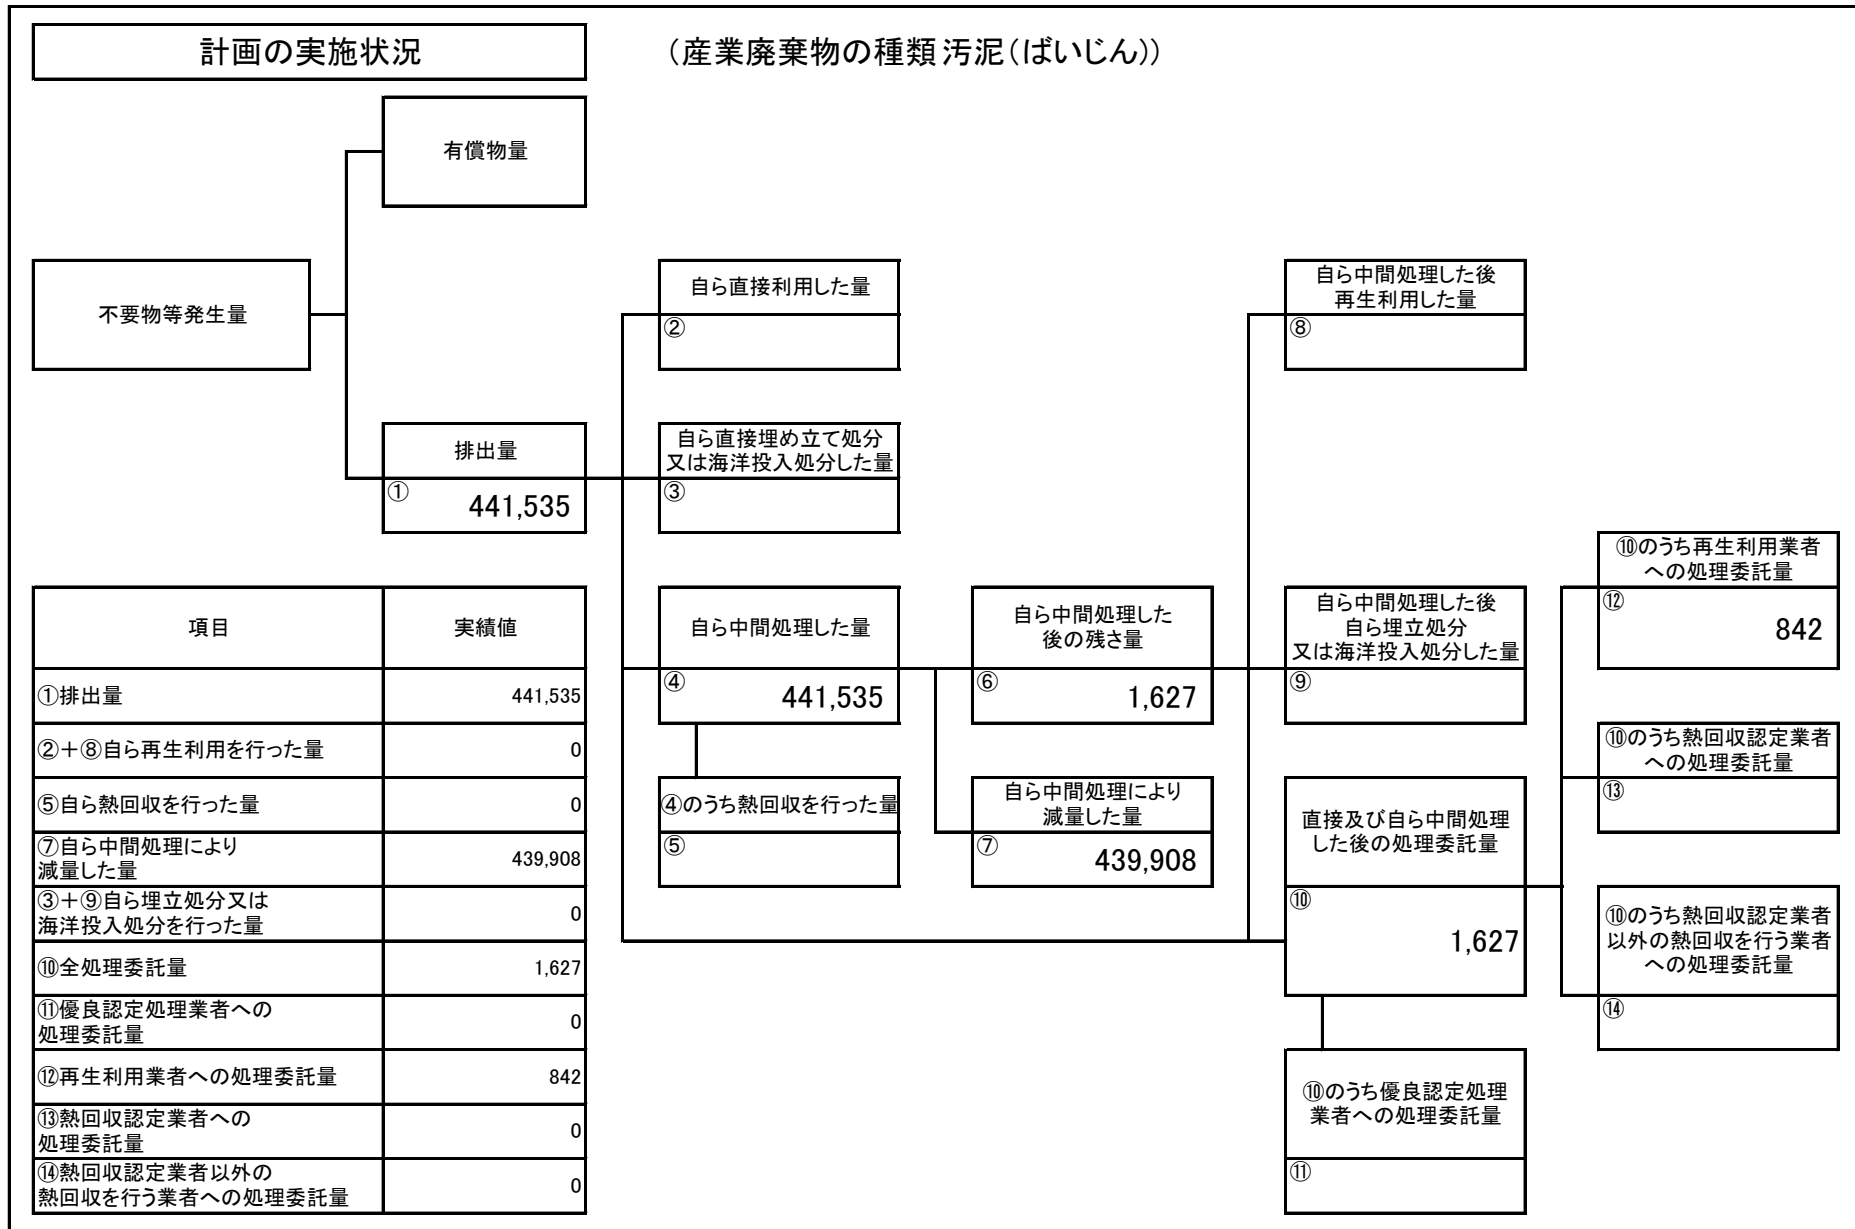 計画の実施状況
(産業廃棄物の種類 汚泥(ばいじん))
有償物量
不要物等発生量
自ら直接利用した量
②
自ら中間処理した後
再生利用した量
⑧
排出量
①
441,535
自ら直接埋め立て処分
又は海洋投入処分した量
③
⑩のうち再生利用業者
への処理委託量
⑫
842
自ら中間処理した量
④
441,535
自ら中間処理した
後の残さ量
⑥
1,627
自ら中間処理した後
自ら埋立処分
又は海洋投入処分した量
⑨
④のうち熱回収を行った量
⑤
自ら中間処理により
減量した量
⑦
439,908
直接及び自ら中間処理
した後の処理委託量
⑩
1,627
⑩のうち熱回収認定業者
への処理委託量
⑬
⑩のうち熱回収認定業者
以外の熱回収を行う業者
への処理委託量
⑭
⑩のうち優良認定処理
業者への処理委託量
⑪
項目 実績値
①排出量 441,535
②+⑧自ら再生利用を行った量 0
⑤自ら熱回収を行った量 0
⑦自ら中間処理により
減量した量 439,908
③+⑨自ら埋立処分又は
海洋投入処分を行った量 0
⑩全処理委託量 1,627
⑪優良認定処理業者への
処理委託量 0
⑫再生利用業者への処理委託量 842
⑬熱回収認定業者への
処理委託量 0
⑭熱回収認定業者以外の
熱回収を行う業者への処理委託量 0